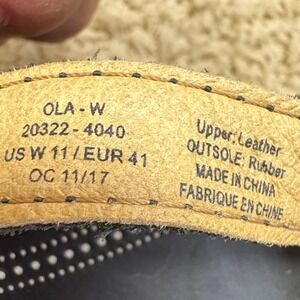 OLA - W
20322 - 4040
US W 11 / EUR 41
OC 11/17
Upper: Leather
OUTSOLE: Rubber
MADE IN CHINA
FABRIQUE EN CHINE